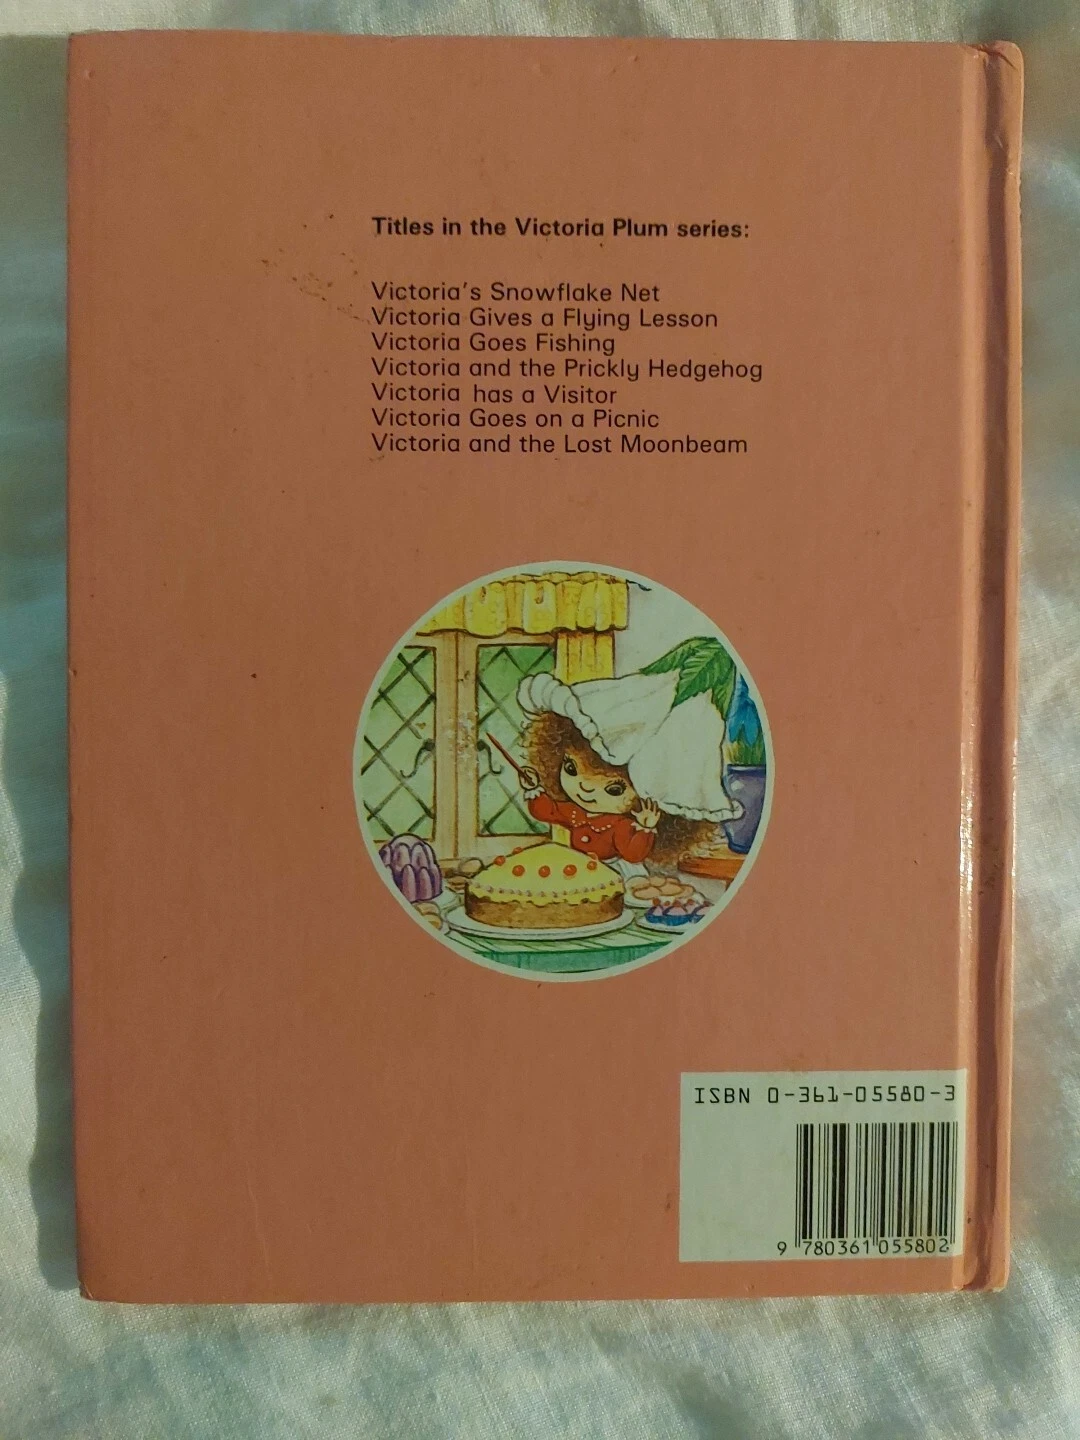 Titles in the Victoria Plum series:
Victoria's Snowflake Net
Victoria Gives a Flying Lesson
Victoria Goes Fishing
Victoria and the Prickly Hedgehog
Victoria has a Visitor
Victoria Goes on a Picnic
Victoria and the Lost Moonbeam
ISBN 0-361-05580-3
9 780361 055802